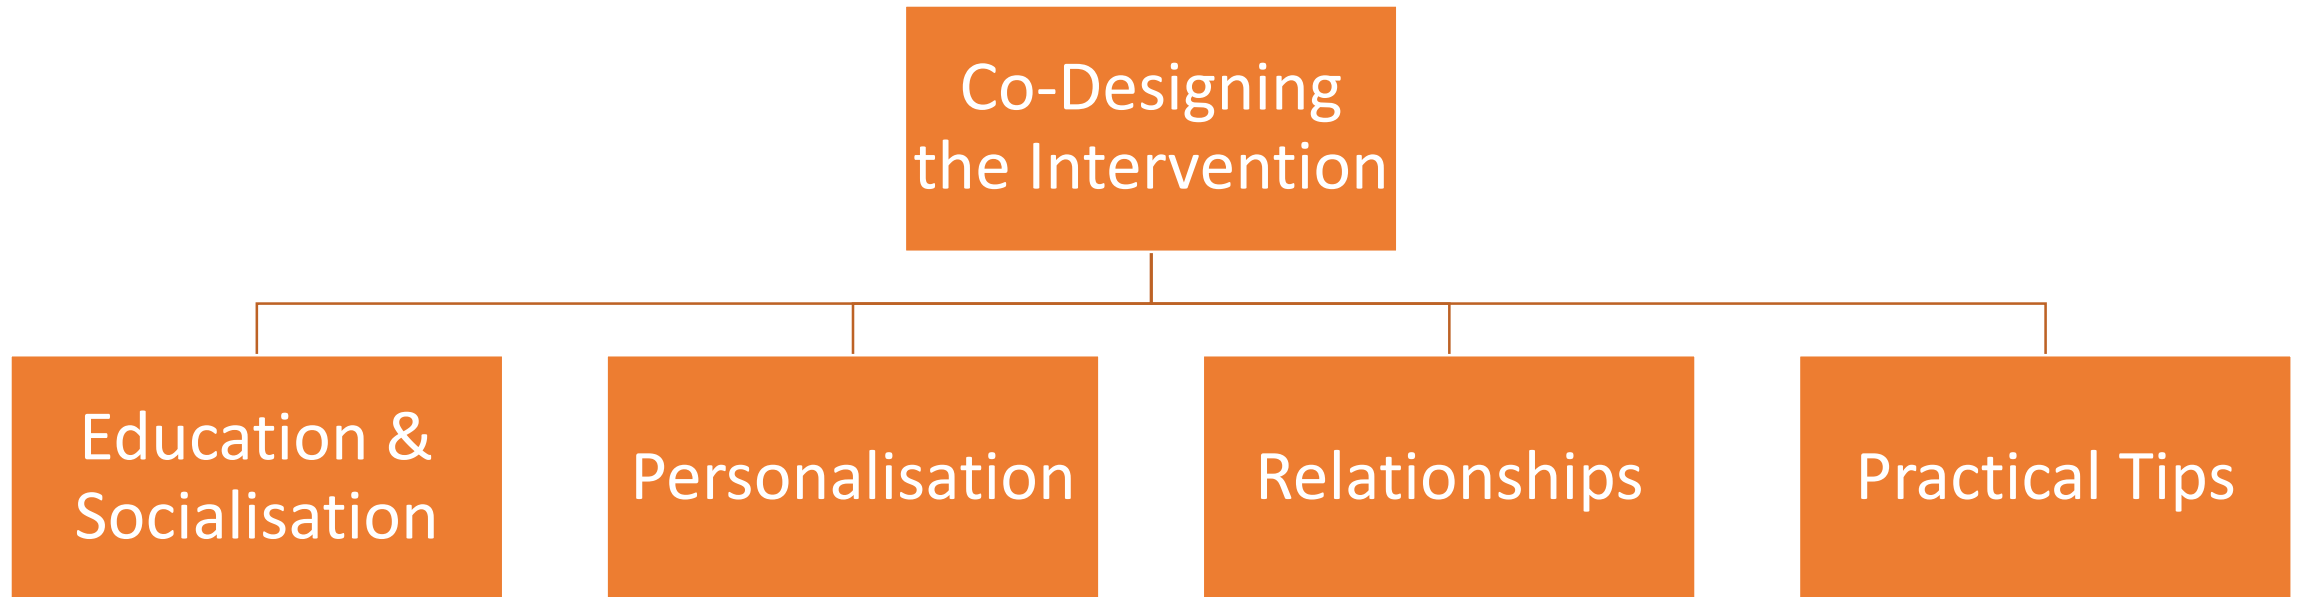 Co-Designing
the Intervention
Education &
Socialisation
Personalisation
Relationships
Practical Tips